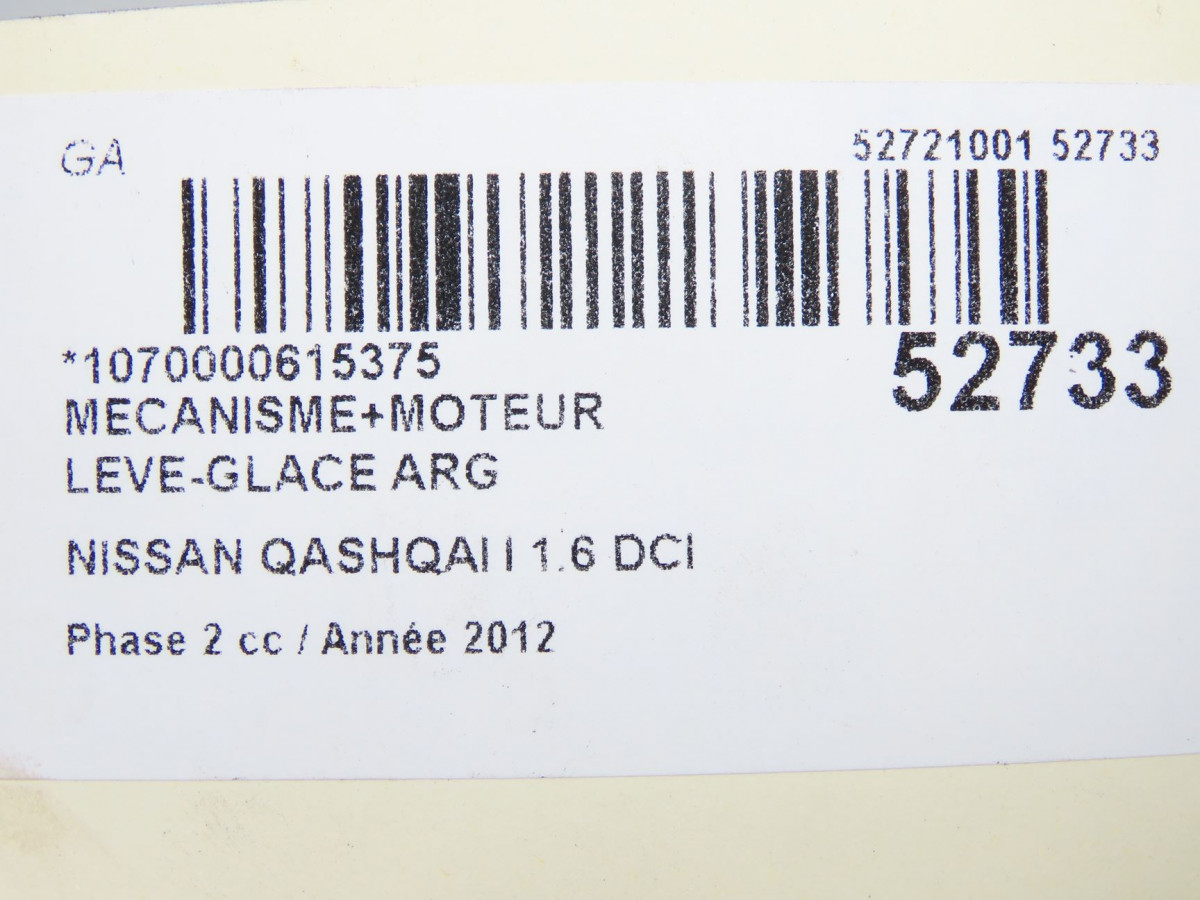 GA
52721001 52733
*1070000615375
52733
MECANISME+MOTEUR
LEVE-GLACE ARG
NISSAN QASHQAI I 1.6 DCI
Phase 2 cc / Année 2012